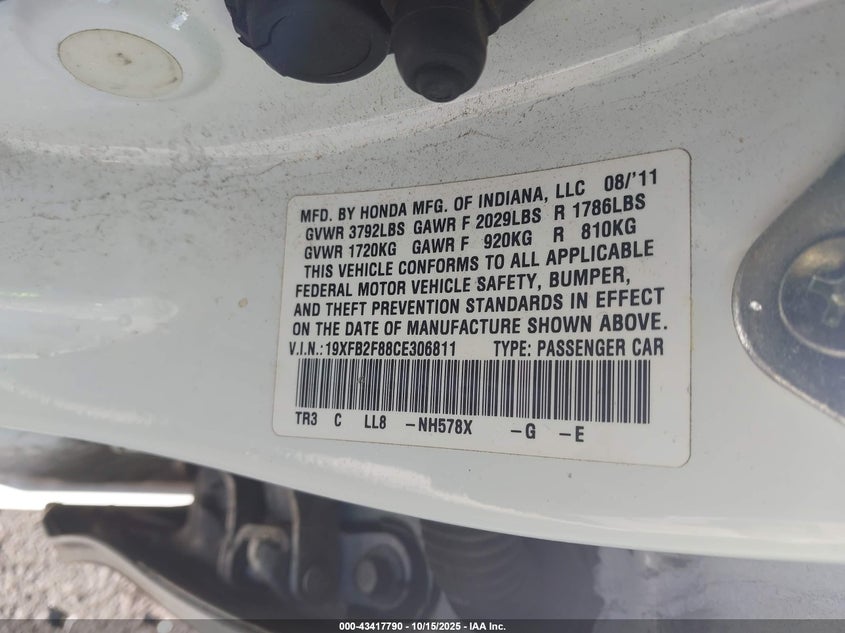 MFD. BY HONDA MFG. OF INDIANA, LLC 08/'11
GVWR 3792LBS GAWR F 2029LBS R 1786LBS
GVWR 1720KG GAWR F 920KG R 810KG
THIS VEHICLE CONFORMS TO ALL APPLICABLE
FEDERAL MOTOR VEHICLE SAFETY, BUMPER,
AND THEFT PREVENTION STANDARDS IN EFFECT
ON THE DATE OF MANUFACTURE SHOWN ABOVE.
V.I.N.:19XFB2F88CE306811 TYPE: PASSENGER CAR
TR3 C LL8 -NH578X -G -E
000-43417790 - 10/15/2025 - IAA Inc.